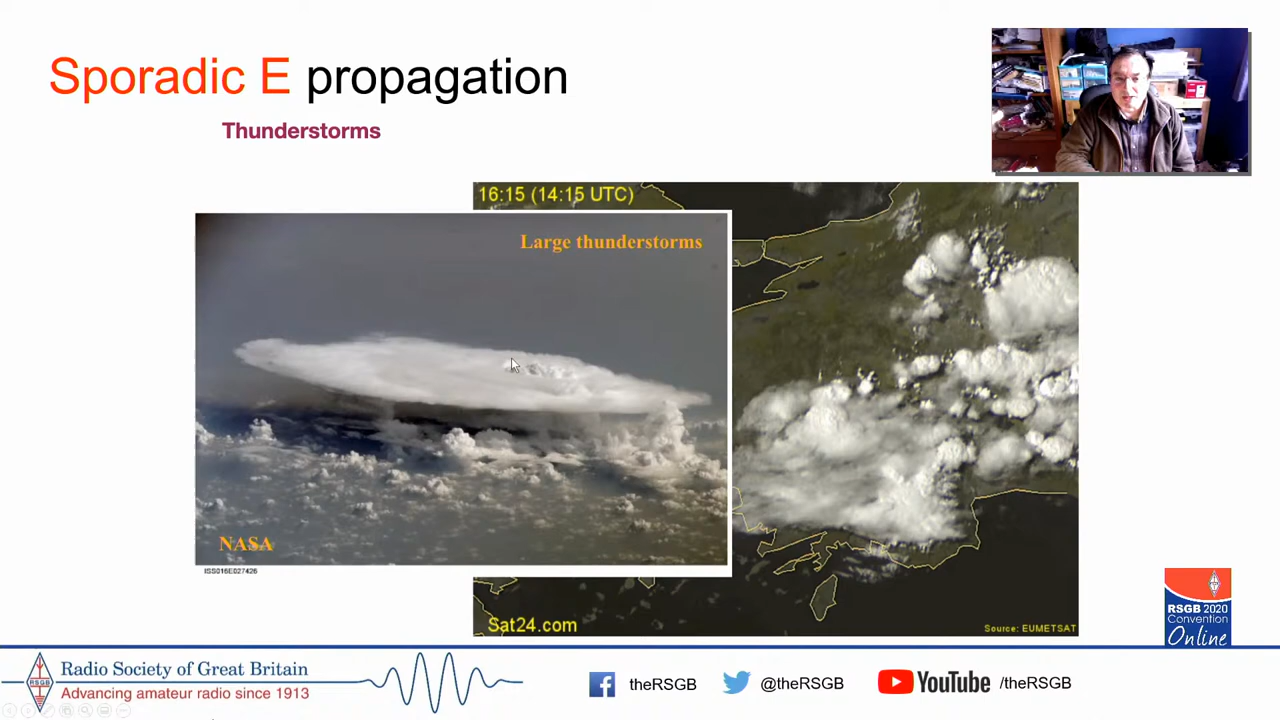 Sporadic E propagation
Thunderstorms
16:15 (14:15 UTC)
Large thunderstorms
NASA
ISS016E027426
Sat24.com
Source: EUMETSAT
RSGB 2020
Convention
Online
RSGB
Radio Society of Great Britain
Advancing amateur radio since 1913
theRSGB
@theRSGB
YouTube /theRSGB